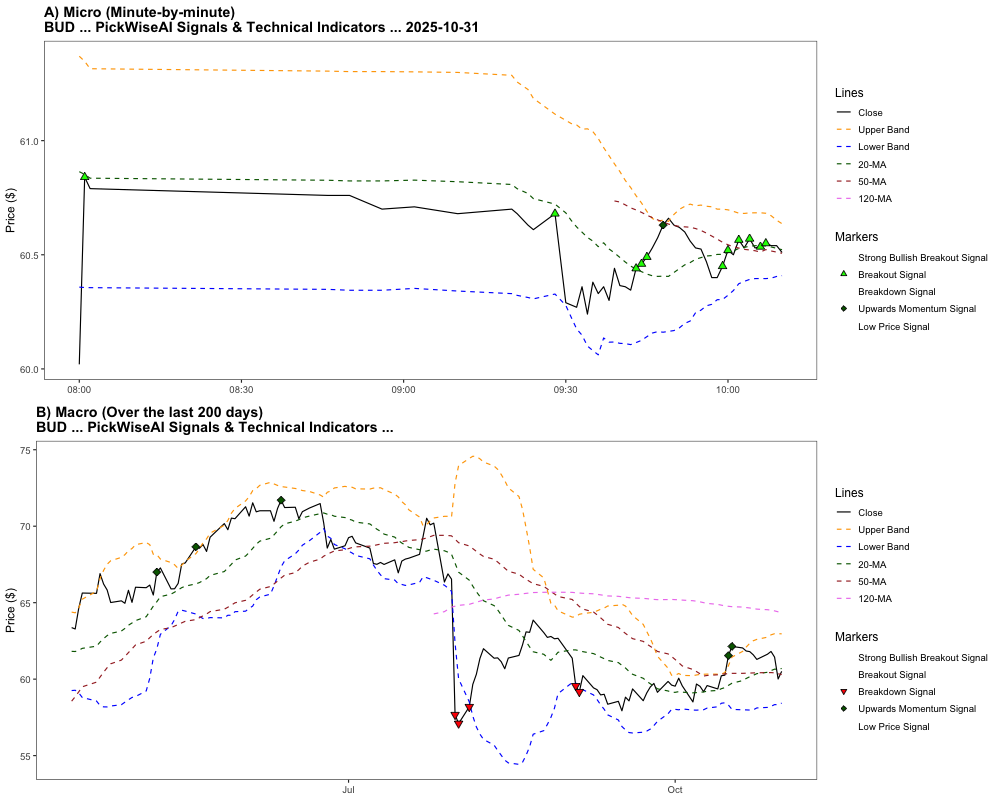 A) Micro (Minute-by-minute)
BUD ... PickWiseAI Signals & Technical Indicators ... 2025-10-31
Price ($)
61.0
60.5
60.0
08:00
08:30
09:00
09:30
10:00
Lines
Close
Upper Band
Lower Band
20-MA
50-MA
120-MA
Markers
Strong Bullish Breakout Signal
Breakout Signal
Breakdown Signal
Upwards Momentum Signal
Low Price Signal
B) Macro (Over the last 200 days)
BUD ... PickWiseAI Signals & Technical Indicators ...
Price ($)
75
70
65
60
55
Jul
Oct
Lines
Close
Upper Band
Lower Band
20-MA
50-MA
120-MA
Markers
Strong Bullish Breakout Signal
Breakout Signal
Breakdown Signal
Upwards Momentum Signal
Low Price Signal